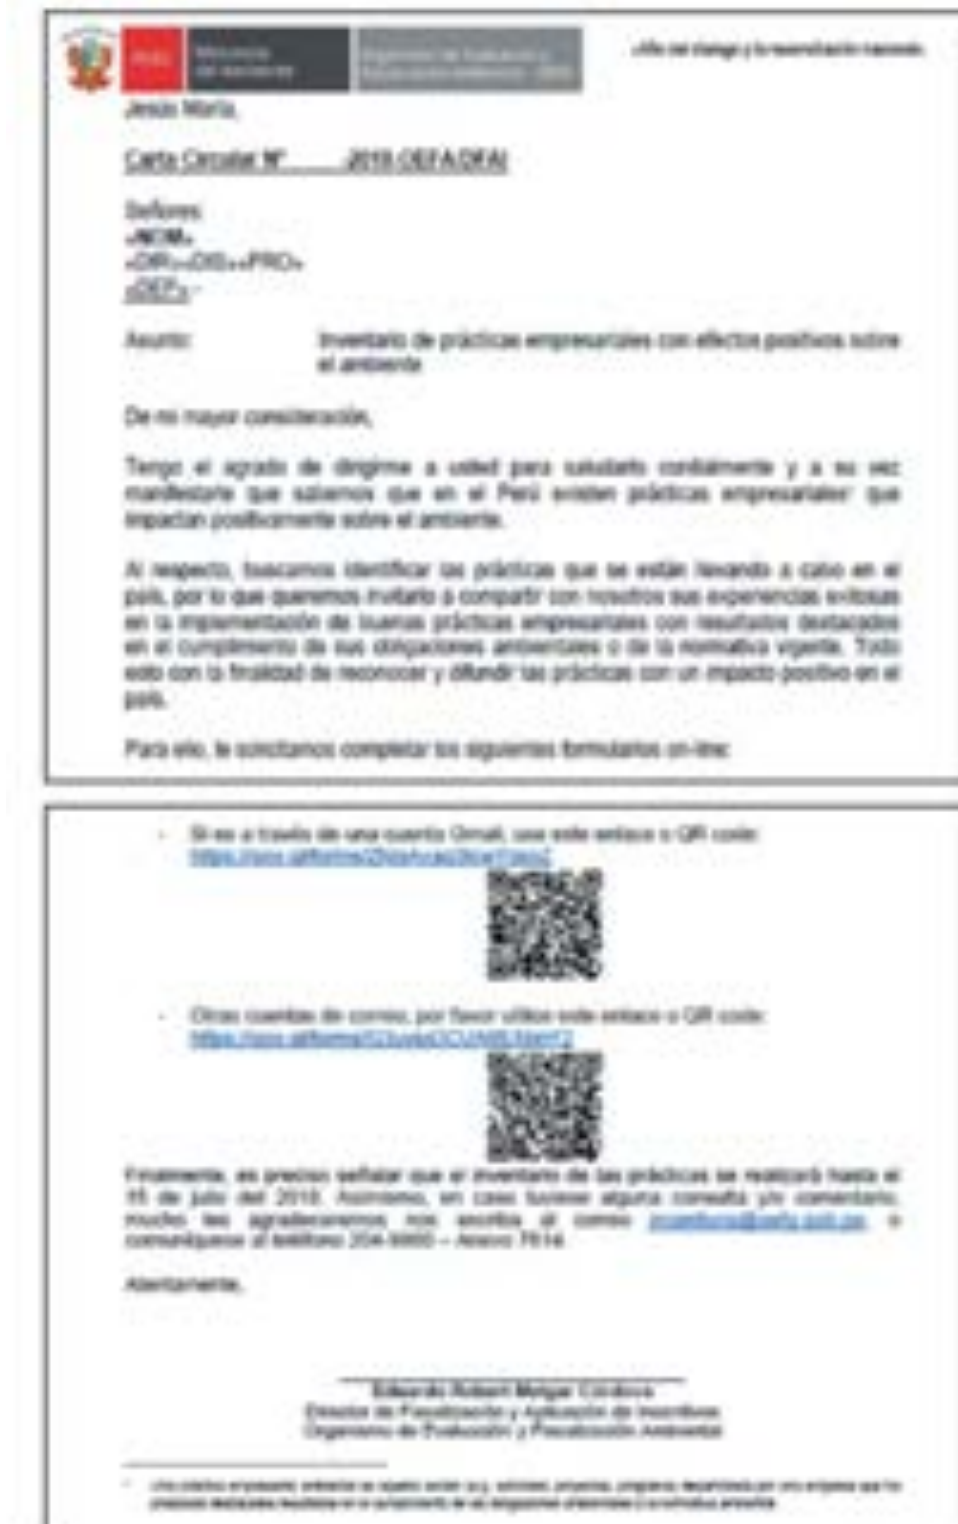 PERÚ
Ministerio del Ambiente
Jesús María,
Carta Circular N° -2018-OEFA/DFAI
Señores:
«NOM»
«DIR»«DIS»«PRO»
«DEP».-
Asunto: Inventario de prácticas empresariales con efectos positivos sobre
el ambiente
De mi mayor consideración,
Tengo el agrado de dirigirme a usted para saludarlo cordialmente y a su vez
manifestarle que sabemos que en el Perú existen prácticas empresariales¹ que
impactan positivamente sobre el ambiente.
Al respecto, buscamos identificar las prácticas que se están llevando a cabo en el
país, por lo que queremos invitarlo a compartir con nosotros sus experiencias exitosas
en la implementación de buenas prácticas empresariales con resultados destacados
en el cumplimiento de sus obligaciones ambientales o de la normativa vigente. Todo
esto con la finalidad de reconocer y difundir las prácticas con un impacto positivo en el
país.
Para ello, le solicitamos completar los siguientes formularios on-line:
- Si es a través de una cuenta Gmail, use este enlace o QR code:
- Otras cuentas de correo, por favor utilice este enlace o QR code:
Finalmente, es preciso señalar que el inventario de las prácticas se realizará hasta el
15 de julio del 2018. Asimismo, en caso tuviese alguna consulta y/o comentario,
mucho les agradeceremos nos escriba al correo o
comuníquese al teléfono 204-9900 – Anexo
Atentamente,
Eduardo Robert Melgar Córdova
Director de Fiscalización y Aplicación de Incentivos
Organismo de Evaluación y Fiscalización Ambiental